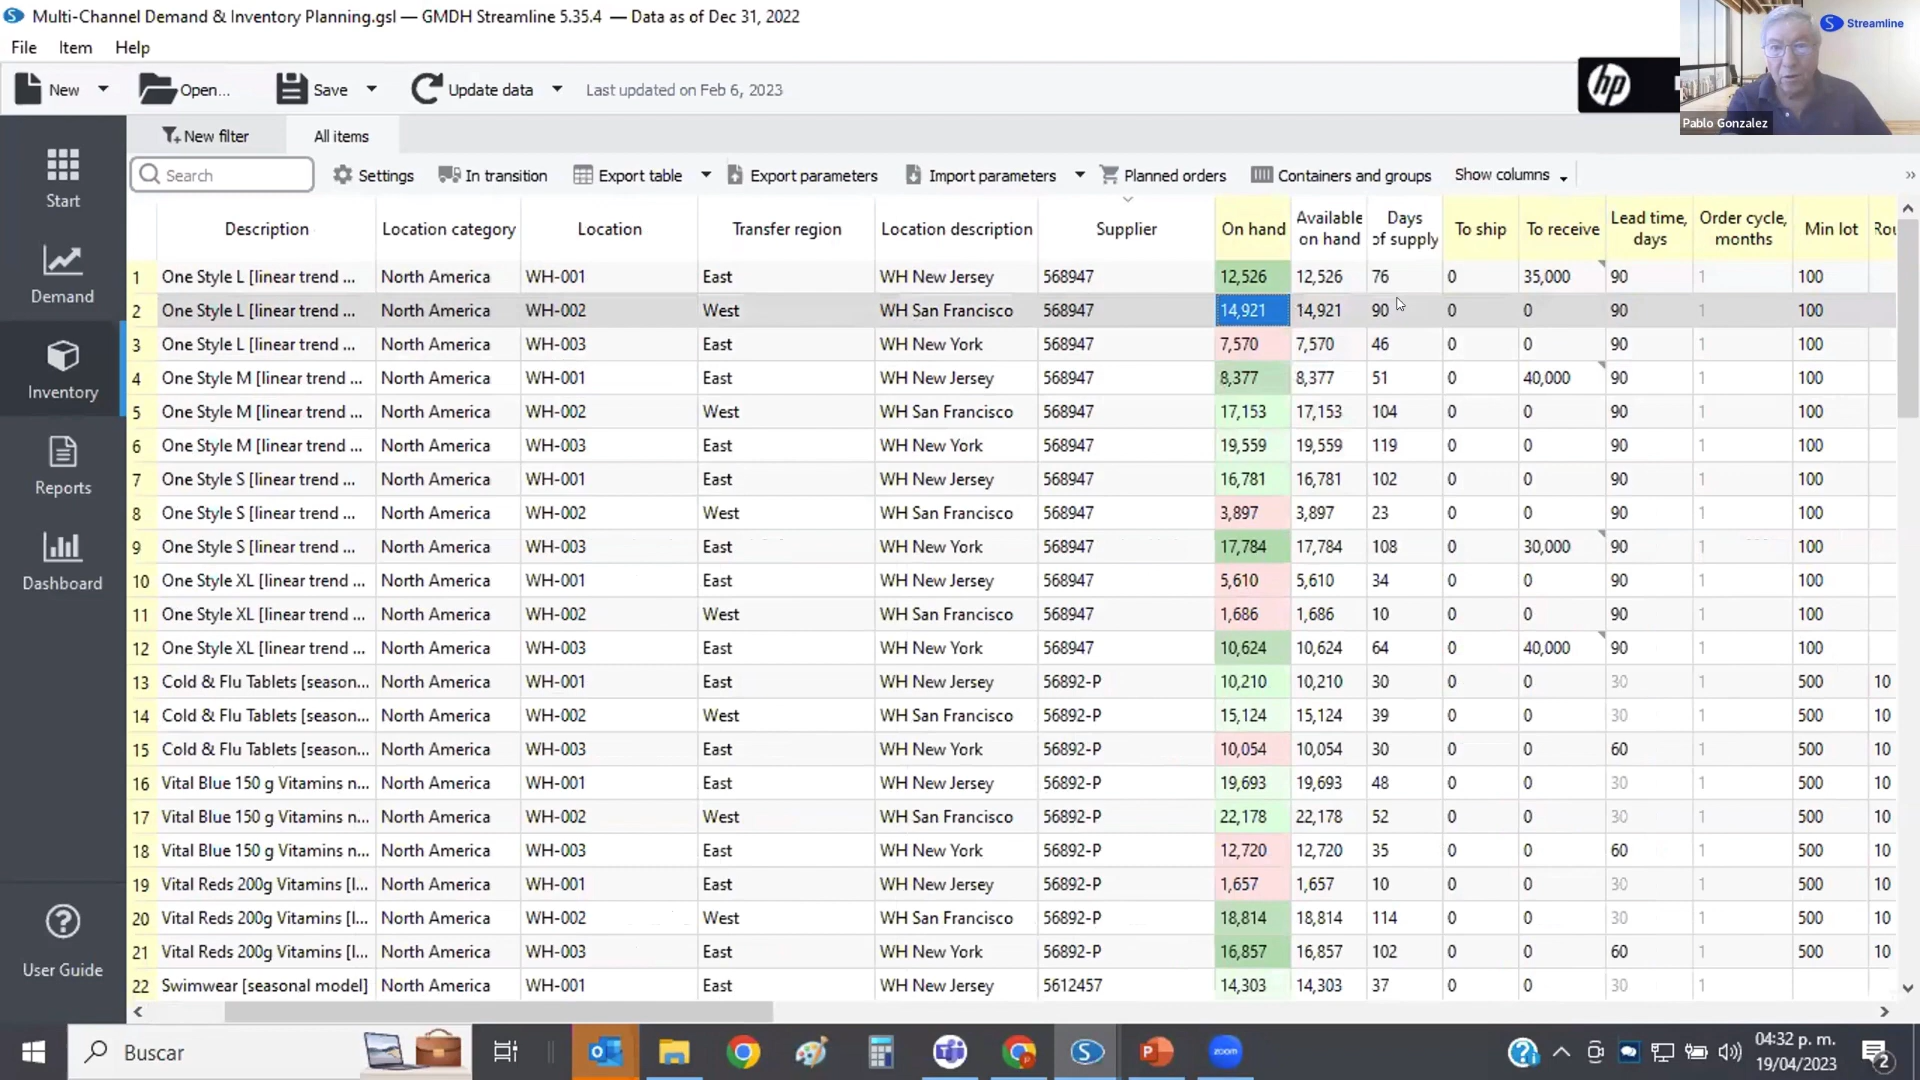 Multi-Channel Demand & Inventory Planning.gsl — GMDH Streamline 5.35.4 — Data as of Dec 31, 2022
Streamline
File Item Help
New Open... Save Update data Last updated on Feb 6, 2023
hp
Pablo Gonzalez
New filter All items
Search Settings In transition Export table Export parameters Import parameters Planned orders Containers and groups Show columns »
Description Location category Location Transfer region Location description Supplier On hand Available on hand Days of supply To ship To receive Lead time, days Order cycle, months Min lot Rou
1 One Style L [linear trend ... North America WH-001 East WH New Jersey 568947 12,526 12,526 76 0 35,000 90 1 100
2 One Style L [linear trend ... North America WH-002 West WH San Francisco 568947 14,921 14,921 90 0 0 90 1 100
3 One Style L [linear trend ... North America WH-003 East WH New York 568947 7,570 7,570 46 0 0 90 1 100
4 One Style M [linear trend ... North America WH-001 East WH New Jersey 568947 8,377 8,377 51 0 40,000 90 1 100
5 One Style M [linear trend ... North America WH-002 West WH San Francisco 568947 17,153 17,153 104 0 0 90 1 100
6 One Style M [linear trend ... North America WH-003 East WH New York 568947 19,559 19,559 119 0 0 90 1 100
7 One Style S [linear trend ... North America WH-001 East WH New Jersey 568947 16,781 16,781 102 0 0 90 1 100
8 One Style S [linear trend ... North America WH-002 West WH San Francisco 568947 3,897 3,897 23 0 0 90 1 100
9 One Style S [linear trend ... North America WH-003 East WH New York 568947 17,784 17,784 108 0 30,000 90 1 100
10 One Style XL [linear trend ... North America WH-001 East WH New Jersey 568947 5,610 5,610 34 0 0 90 1 100
11 One Style XL [linear trend ... North America WH-002 West WH San Francisco 568947 1,686 1,686 10 0 0 90 1 100
12 One Style XL [linear trend ... North America WH-003 East WH New York 568947 10,624 10,624 64 0 40,000 90 1 100
13 Cold & Flu Tablets [season... North America WH-001 East WH New Jersey 56892-P 10,210 10,210 30 0 0 30 1 500 10
14 Cold & Flu Tablets [season... North America WH-002 West WH San Francisco 56892-P 15,124 15,124 39 0 0 30 1 500 10
15 Cold & Flu Tablets [season... North America WH-003 East WH New York 56892-P 10,054 10,054 30 0 0 60 1 500 10
16 Vital Blue 150 g Vitamins n... North America WH-001 East WH New Jersey 56892-P 19,693 19,693 48 0 0 30 1 500 10
17 Vital Blue 150 g Vitamins n... North America WH-002 West WH San Francisco 56892-P 22,178 22,178 52 0 0 30 1 500 10
18 Vital Blue 150 g Vitamins n... North America WH-003 East WH New York 56892-P 12,720 12,720 35 0 0 60 1 500 10
19 Vital Reds 200g Vitamins [l... North America WH-001 East WH New Jersey 56892-P 1,657 1,657 10 0 0 30 1 500 10
20 Vital Reds 200g Vitamins [l... North America WH-002 West WH San Francisco 56892-P 18,814 18,814 114 0 0 30 1 500 10
21 Vital Reds 200g Vitamins [l... North America WH-003 East WH New York 56892-P 16,857 16,857 102 0 0 60 1 500 10
22 Swimwear [seasonal model] North America WH-001 East WH New Jersey 5612457 14,303 14,303 37 0 0 30 1
Start
Demand
Inventory
Reports
Dashboard
User Guide
Buscar
zoom
04:32 p. m.
19/04/2023
2